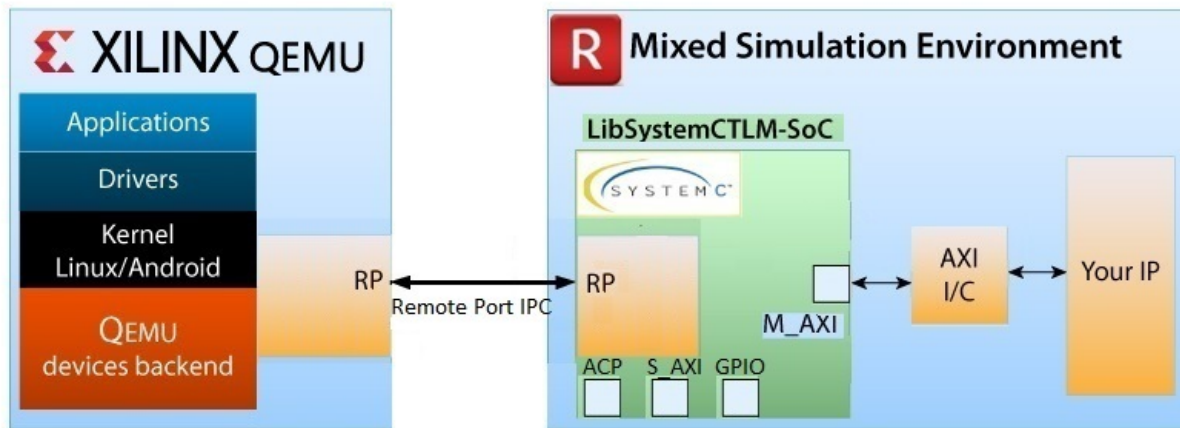 XILINX QEMU
Applications
Drivers
Kernel
Linux/Android
QEMU
devices backend
RP
Remote Port IPC
R Mixed Simulation Environment
LibSystemCTLM-SoC
SYSTEM C™
RP
M_AXI
ACP S_AXI GPIO
AXI
I/C
Your IP